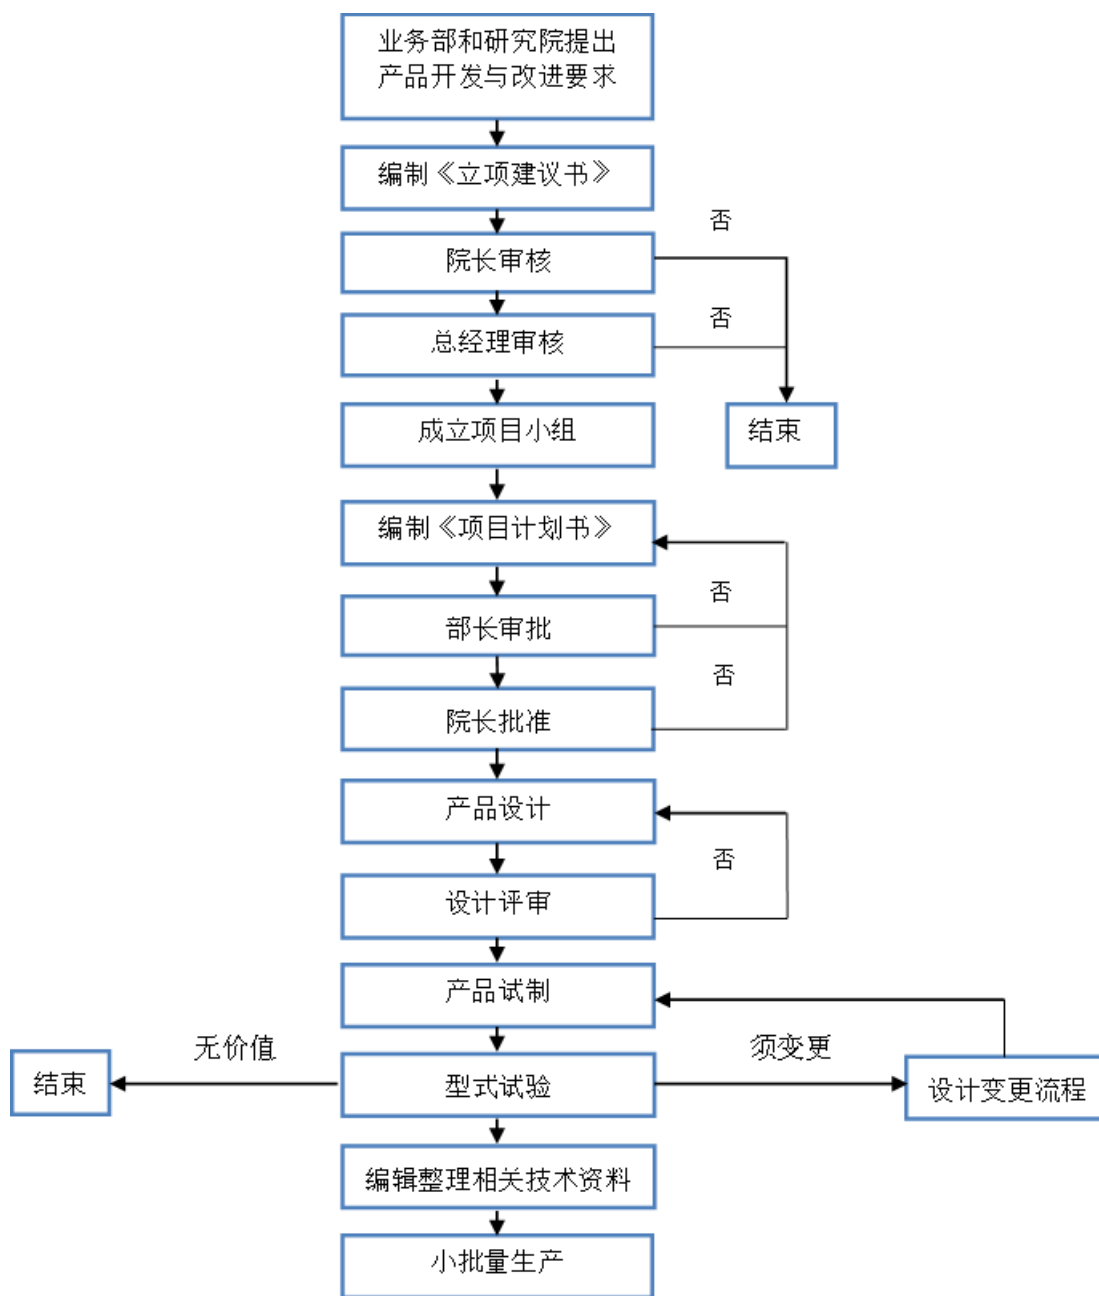 业务部和研究院提出
产品开发与改进要求
编制《立项建议书》
否
院长审核
否
总经理审核
成立项目小组
结束
编制《项目计划书》
否
部长审批
否
院长批准
产品设计
否
设计评审
产品试制
无价值
须变更
结束
型式试验
设计变更流程
编辑整理相关技术资料
小批量生产